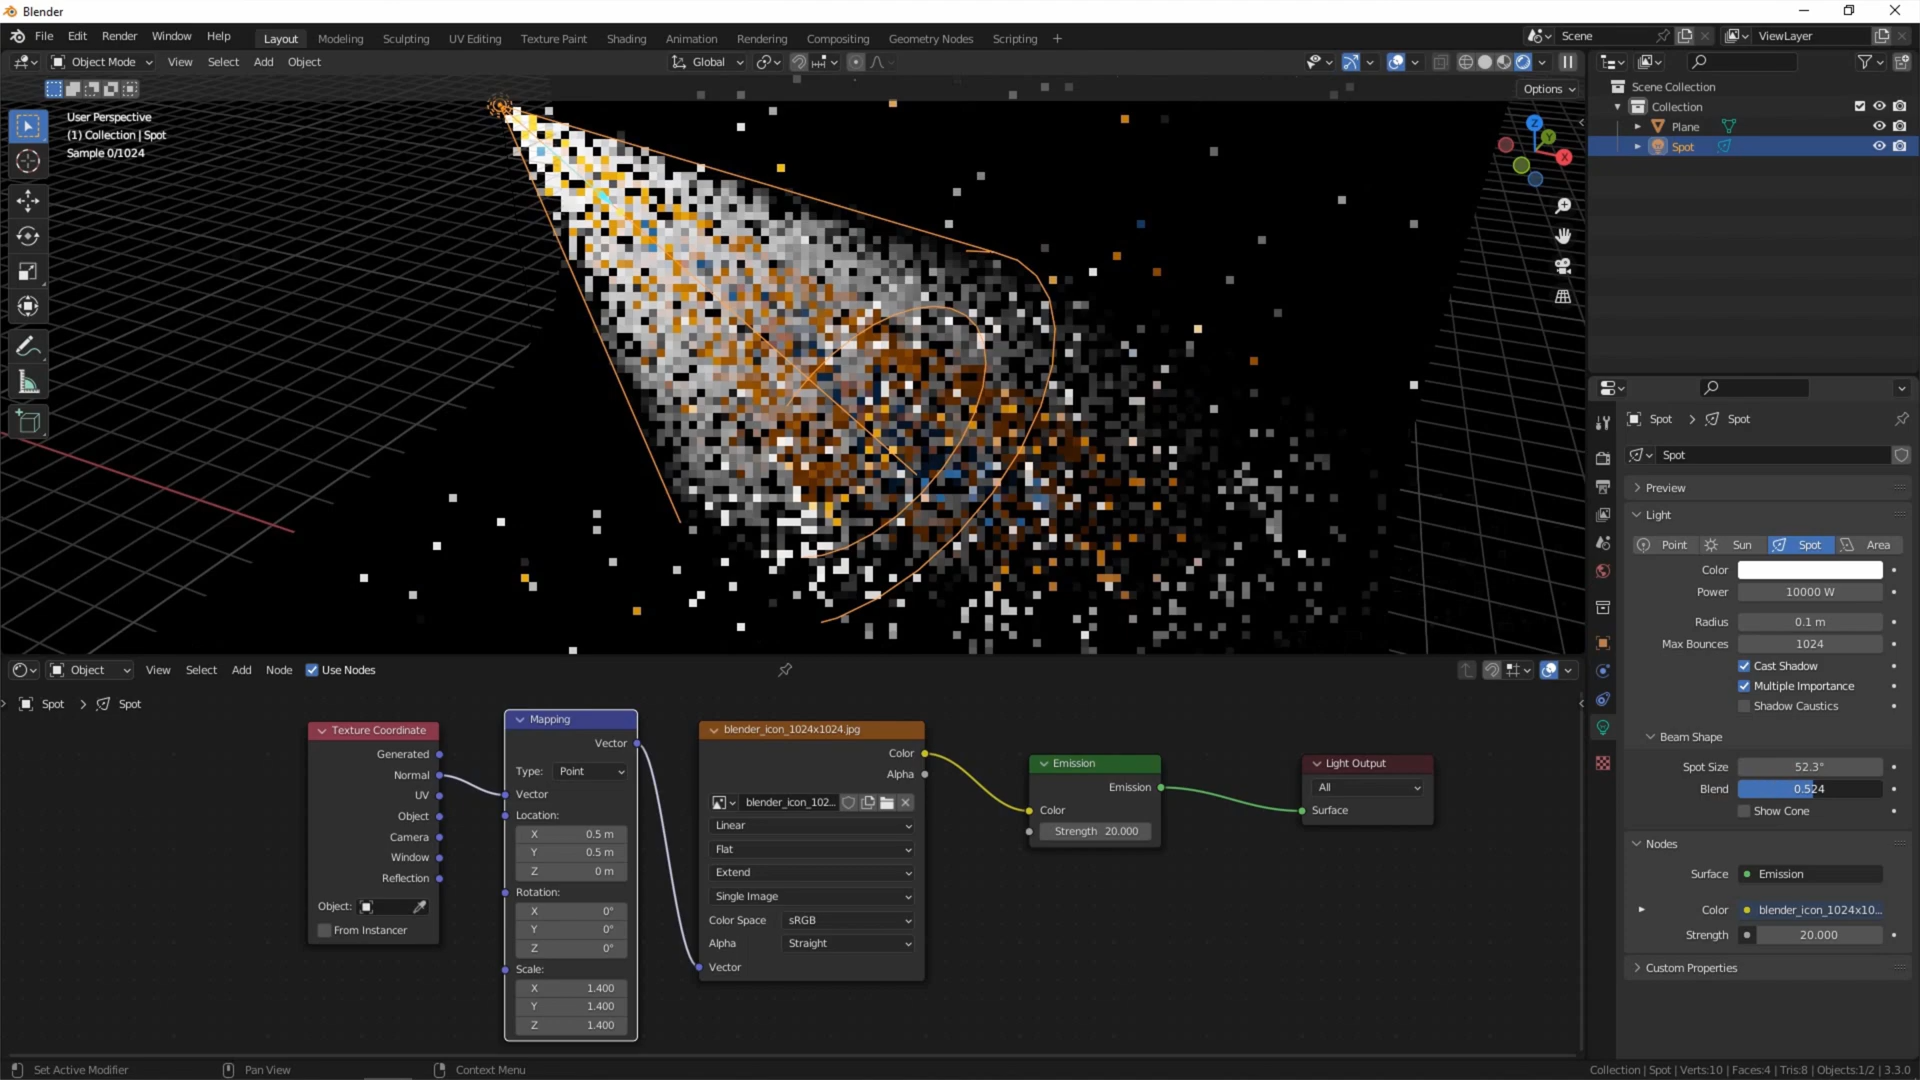 Blender
File Edit Render Window Help Layout Modeling Sculpting UV Editing Texture Paint Shading Animation Rendering Compositing Geometry Nodes Scripting + Scene ViewLayer
Object Mode View Select Add Object Global
Options
User Perspective
(1) Collection | Spot
Sample 0/1024
Z
Y
X
Scene Collection
Collection
Plane
Spot
Spot > Spot
Spot
Preview
Light
Point Sun Spot Area
Color
Power 10000 W
Radius 0.1 m
Max Bounces 1024
Cast Shadow
Multiple Importance
Shadow Caustics
Beam Shape
Spot Size 52.3°
Blend 0.524
Show Cone
Nodes
Surface Emission
Color blender_icon_1024x10...
Strength 20.000
Custom Properties
Object View Select Add Node Use Nodes
Spot > Spot
Texture Coordinate
Generated
Normal
UV
Object
Camera
Window
Reflection
Object:
From Instancer
Mapping
Vector
Type: Point
Vector
Location:
X 0.5 m
Y 0.5 m
Z 0 m
Rotation:
X 0°
Y 0°
Z 0°
Scale:
X 1.400
Y 1.400
Z 1.400
blender_icon_1024x1024.jpg
Color
Alpha
blender_icon_102...
Linear
Flat
Extend
Single Image
Color Space sRGB
Alpha Straight
Vector
Emission
Emission
Color
Strength 20.000
Light Output
All
Surface
Set Active Modifier Pan View Context Menu Collection | Spot | Verts:10 | Faces:4 | Tris:8 | Objects:1/2 | 3.3.0